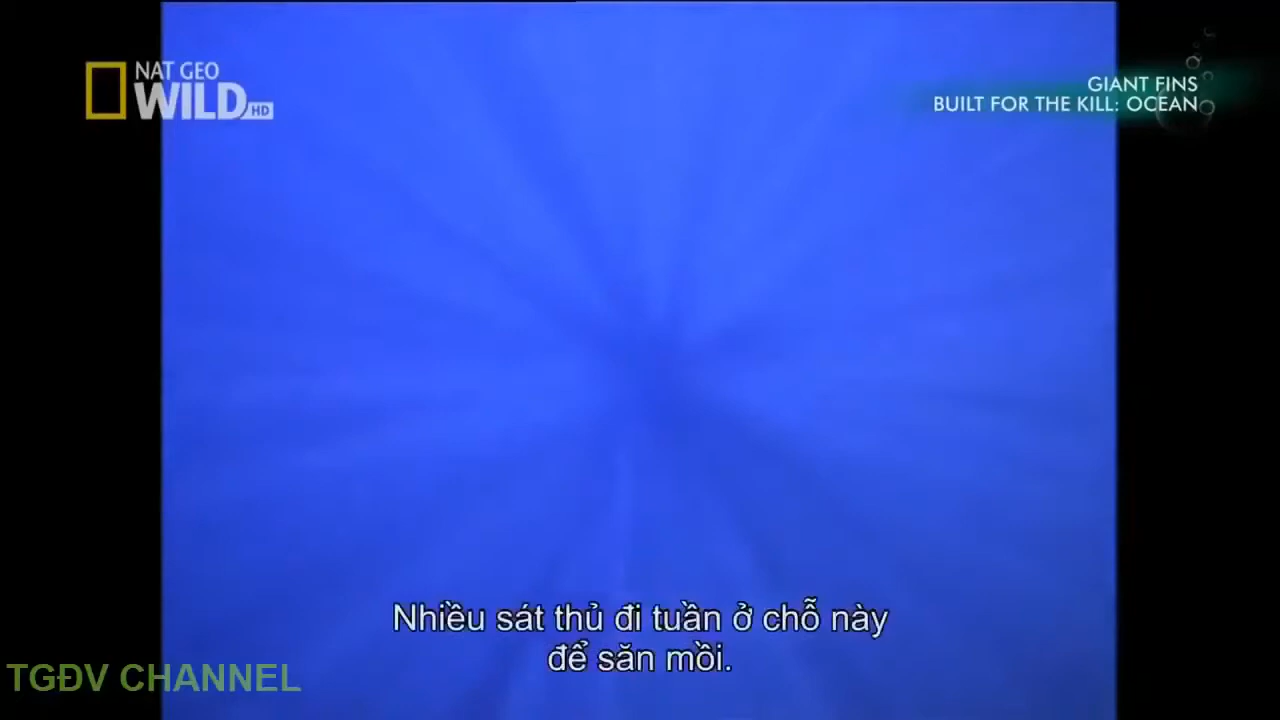 NAT GEO
WILD HD
GIANT FINS
BUILT FOR THE KILL: OCEAN
Nhiều sát thủ đi tuần ở chỗ này
để săn mồi.
TGĐV CHANNEL